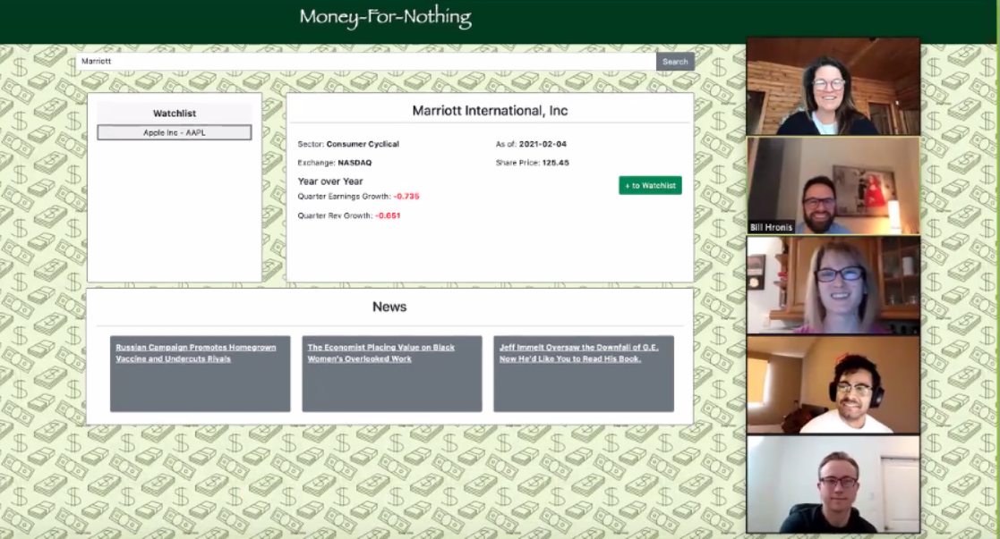 Money-For-Nothing
Marriott
Search
Watchlist
Apple Inc - AAPL
Marriott International, Inc
Sector: Consumer Cyclical
As of: 2021-02-04
Exchange: NASDAQ
Share Price: 125.45
Year over Year
+ to Watchlist
Quarter Earnings Growth: -0.735
Quarter Rev Growth: -0.651
News
Russian Campaign Promotes Homegrown
Vaccine and Undercuts Rivals
The Economist Placing Value on Black
Women's Overlooked Work
Jeff Immelt Oversaw the Downfall of G.E.
Now He'd Like You to Read His Book.
Bill Hronis